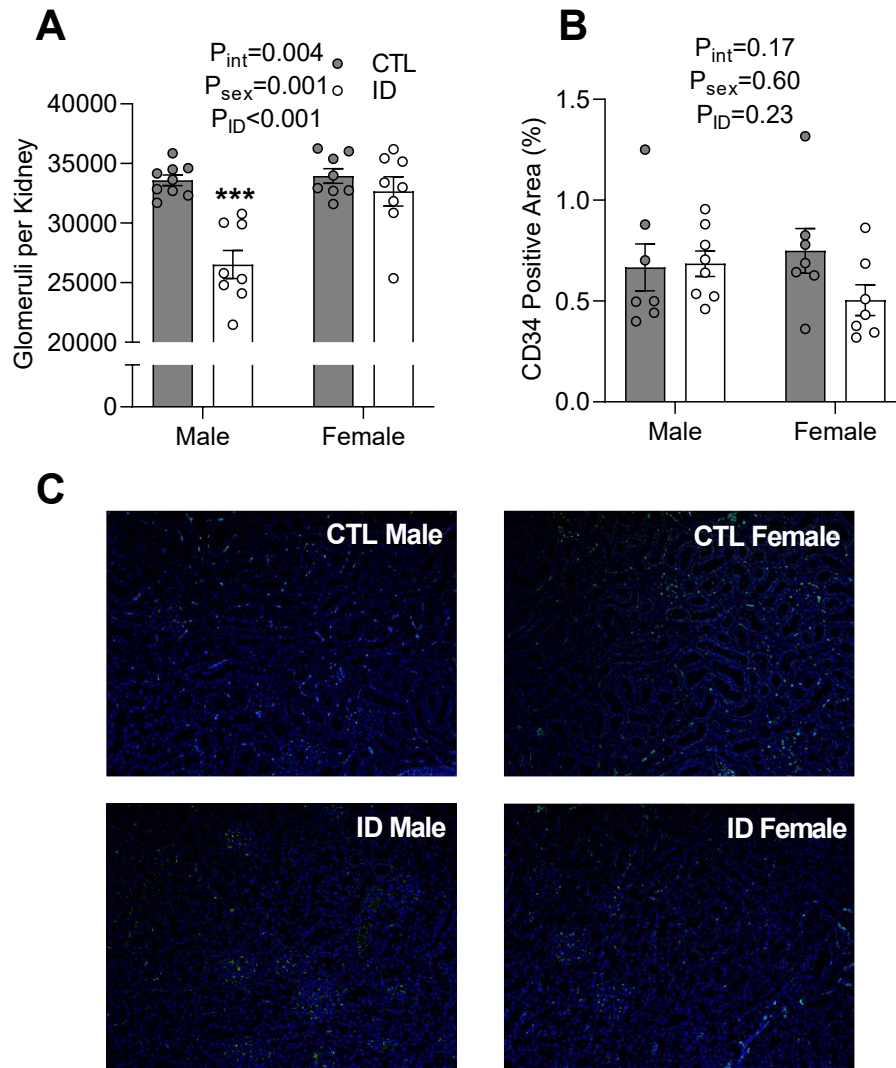 A
P_int=0.004
P_sex=0.001
P_ID<0.001
CTL
ID
Glomeruli per Kidney
40000
35000
30000
25000
20000
0
***
Male
Female
B
P_int=0.17
P_sex=0.60
P_ID=0.23
CD34 Positive Area (%)
1.5
1.0
0.5
0.0
Male
Female
C
CTL Male
CTL Female
ID Male
ID Female